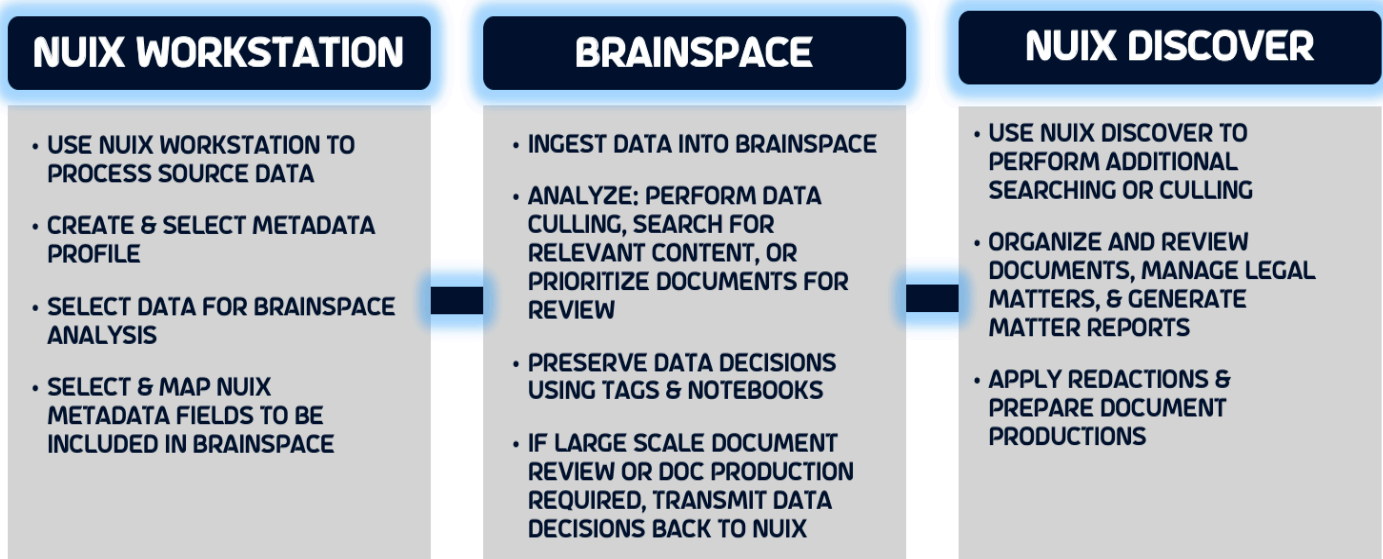 NUIX WORKSTATION
• USE NUIX WORKSTATION TO
PROCESS SOURCE DATA
• CREATE & SELECT METADATA
PROFILE
• SELECT DATA FOR BRAINSPACE
ANALYSIS
• SELECT & MAP NUIX
METADATA FIELDS TO BE
INCLUDED IN BRAINSPACE
BRAINSPACE
• INGEST DATA INTO BRAINSPACE
• ANALYZE: PERFORM DATA
CULLING, SEARCH FOR
RELEVANT CONTENT, OR
PRIORITIZE DOCUMENTS FOR
REVIEW
• PRESERVE DATA DECISIONS
USING TAGS & NOTEBOOKS
• IF LARGE SCALE DOCUMENT
REVIEW OR DOC PRODUCTION
REQUIRED, TRANSMIT DATA
DECISIONS BACK TO NUIX
NUIX DISCOVER
• USE NUIX DISCOVER TO
PERFORM ADDITIONAL
SEARCHING OR CULLING
• ORGANIZE AND REVIEW
DOCUMENTS, MANAGE LEGAL
MATTERS, & GENERATE
MATTER REPORTS
• APPLY REDACTIONS &
PREPARE DOCUMENT
PRODUCTIONS